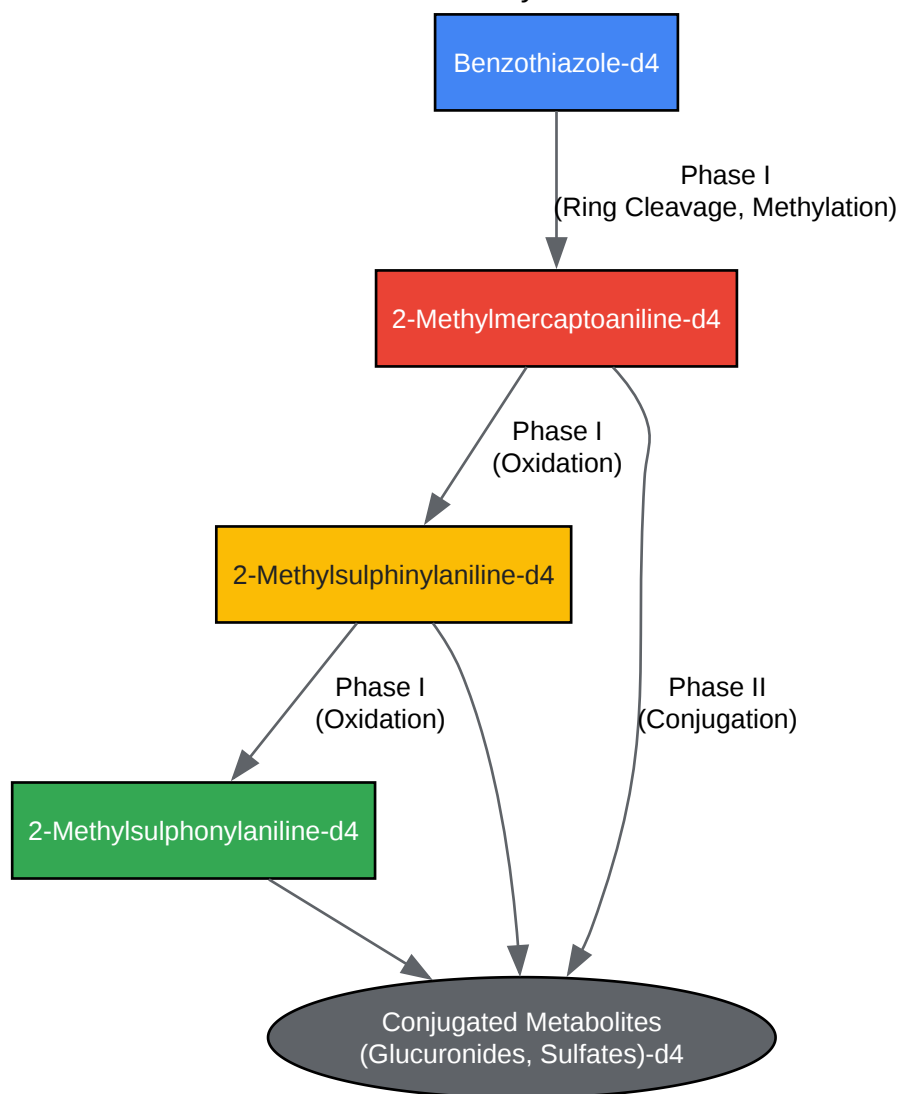 Benzothiazole-d4
Phase I
(Ring Cleavage, Methylation)
2-Methylmercaptoaniline-d4
Phase I
(Oxidation)
2-Methylsulphinylaniline-d4
Phase I
(Oxidation)
Phase II
(Conjugation)
2-Methylsulphonylaniline-d4
Conjugated Metabolites
(Glucuronides, Sulfates)-d4